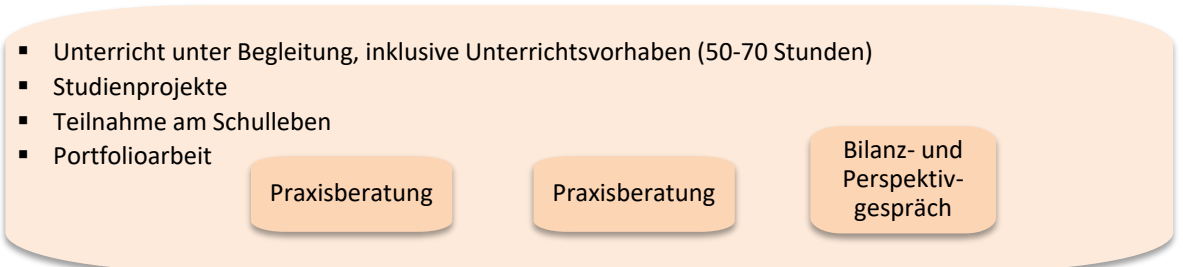 ▪ Unterricht unter Begleitung, inklusive Unterrichtsvorhaben (50-70 Stunden)
▪ Studienprojekte
▪ Teilnahme am Schulleben
▪ Portfolioarbeit
Praxisberatung
Praxisberatung
Bilanz- und
Perspektiv-
gespräch